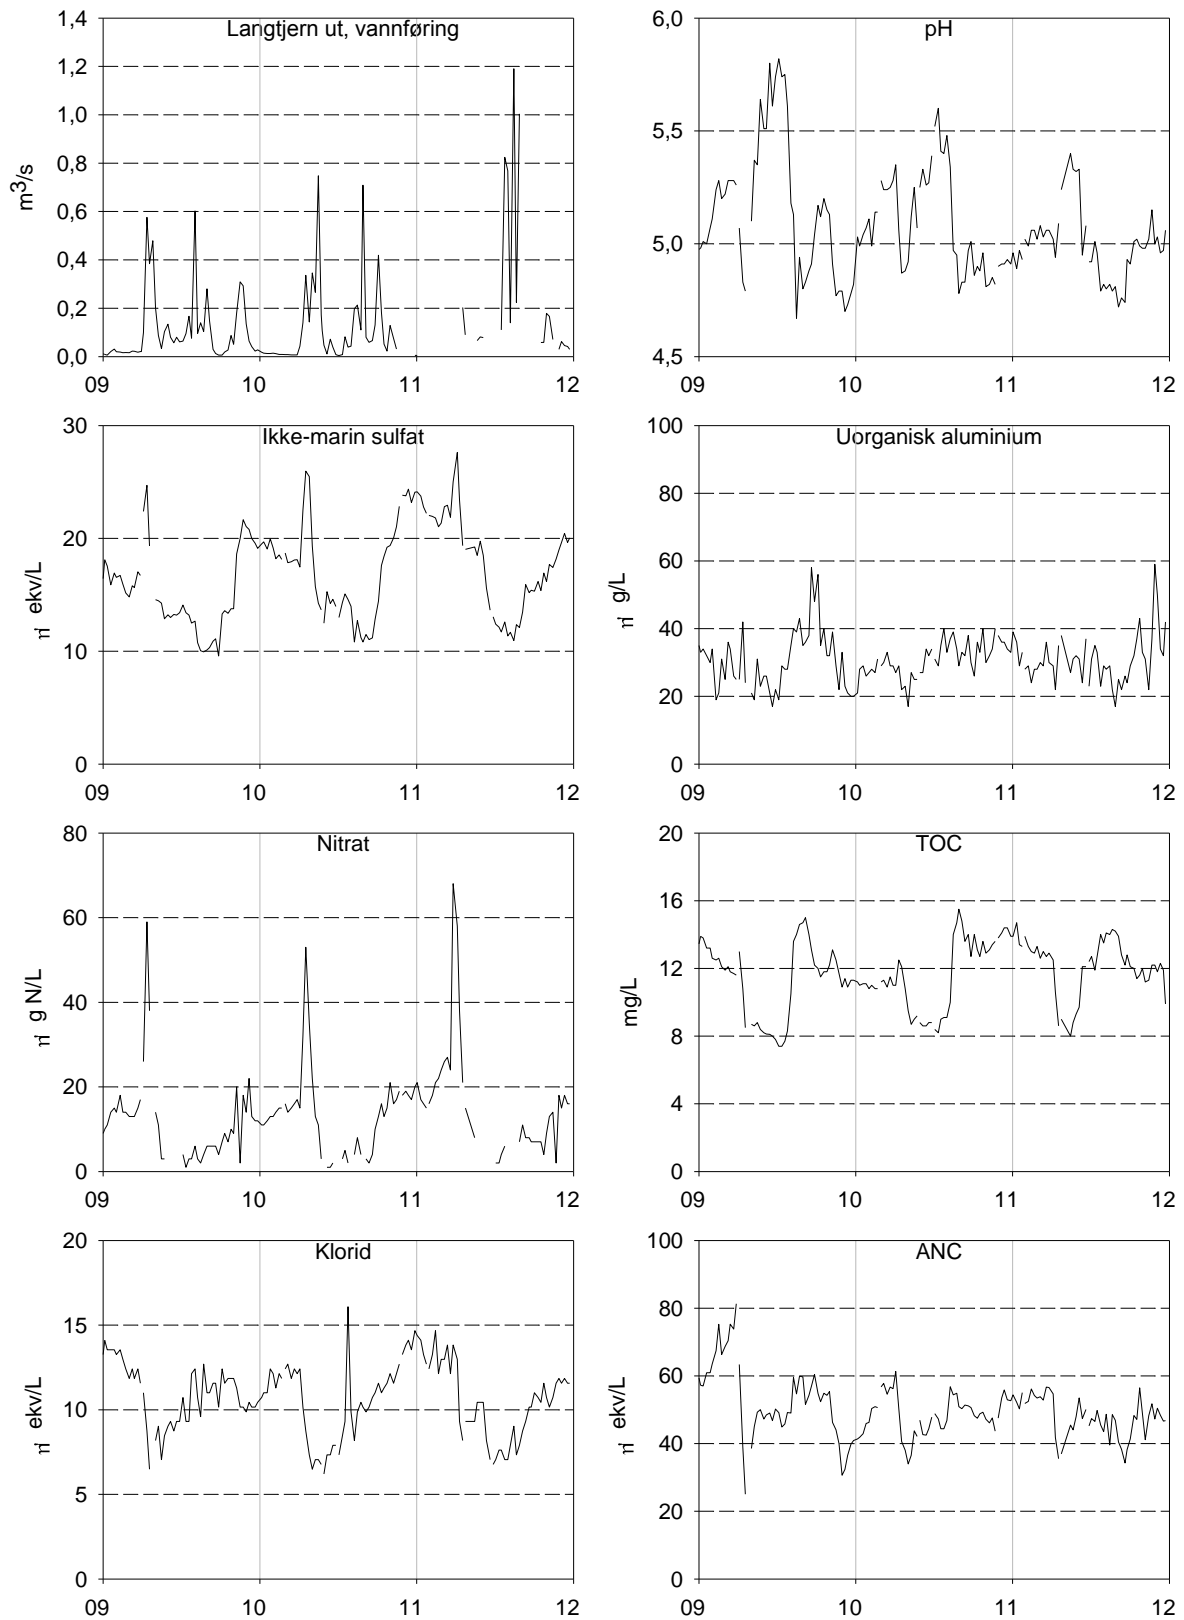 Langtjern ut, vannføring
1,4
1,2
1,0
0,8
0,6
0,4
0,2
0,0
m3/s
09 10 11 12
pH
6,0
5,5
5,0
4,5
09 10 11 12
Ikke-marin sulfat
30
20
10
0
ηl ekv/L
09 10 11 12
Uorganisk aluminium
100
80
60
40
20
0
ηl g/L
09 10 11 12
Nitrat
80
60
40
20
0
ηl g N/L
09 10 11 12
TOC
20
16
12
8
4
0
mg/L
09 10 11 12
Klorid
20
15
10
5
0
ηl ekv/L
09 10 11 12
ANC
100
80
60
40
20
0
ηl ekv/L
09 10 11 12